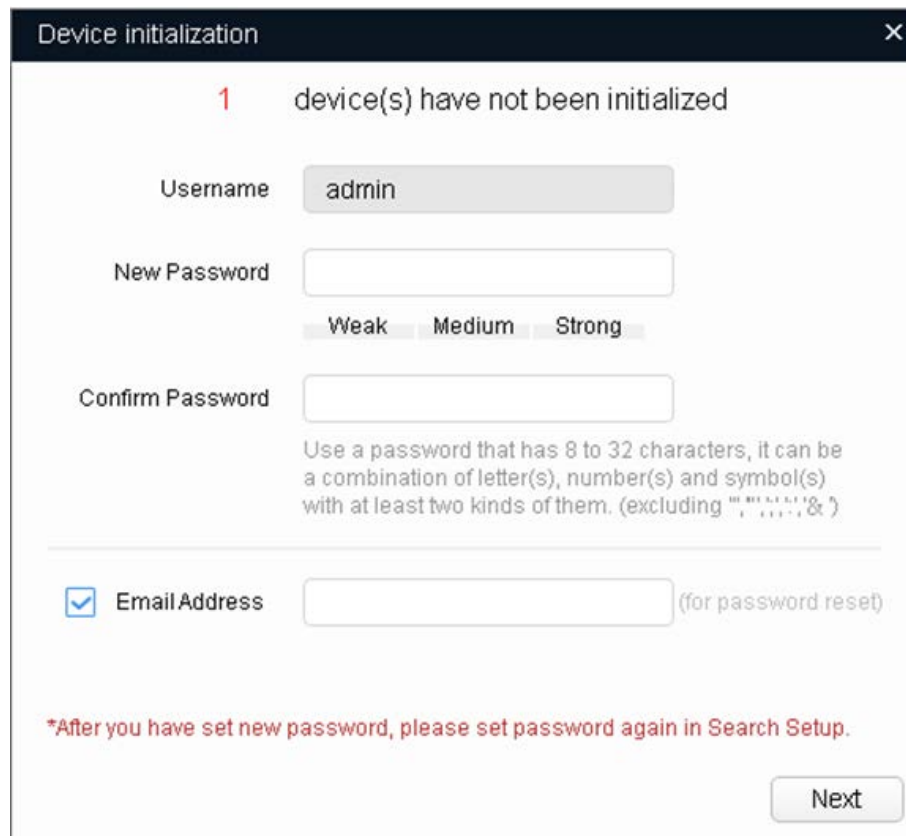 Device initialization
1 device(s) have not been initialized
Username admin
New Password
Weak Medium Strong
Confirm Password
Use a password that has 8 to 32 characters, it can be
a combination of letter(s), number(s) and symbol(s)
with at least two kinds of them. (excluding
Email Address (for password reset)
*After you have set new password, please set password again in Search Setup.
Next